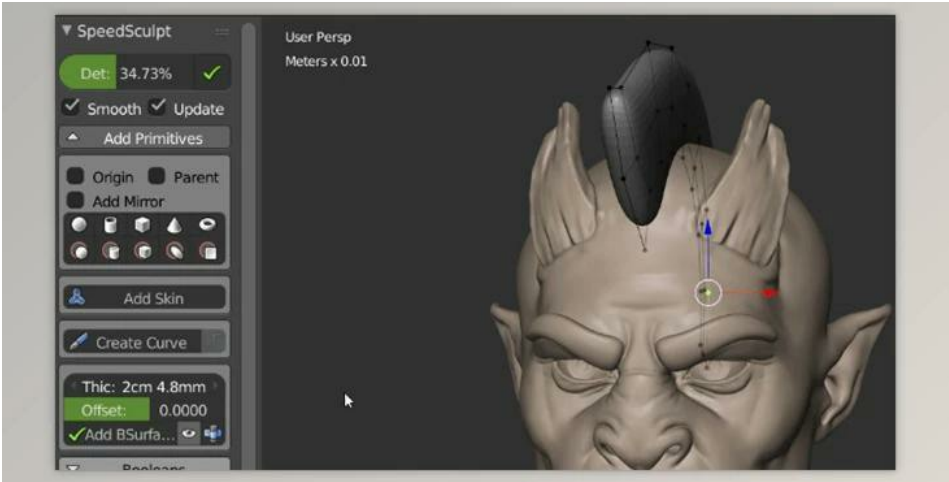 SpeedSculpt
Det: 34.73%
Smooth Update
Add Primitives
Origin Parent
Add Mirror
Add Skin
Create Curve
Thic: 2cm 4.8mm
Offset: 0.0000
Add BSurfa...
Booleans
User Persp
Meters x 0.01